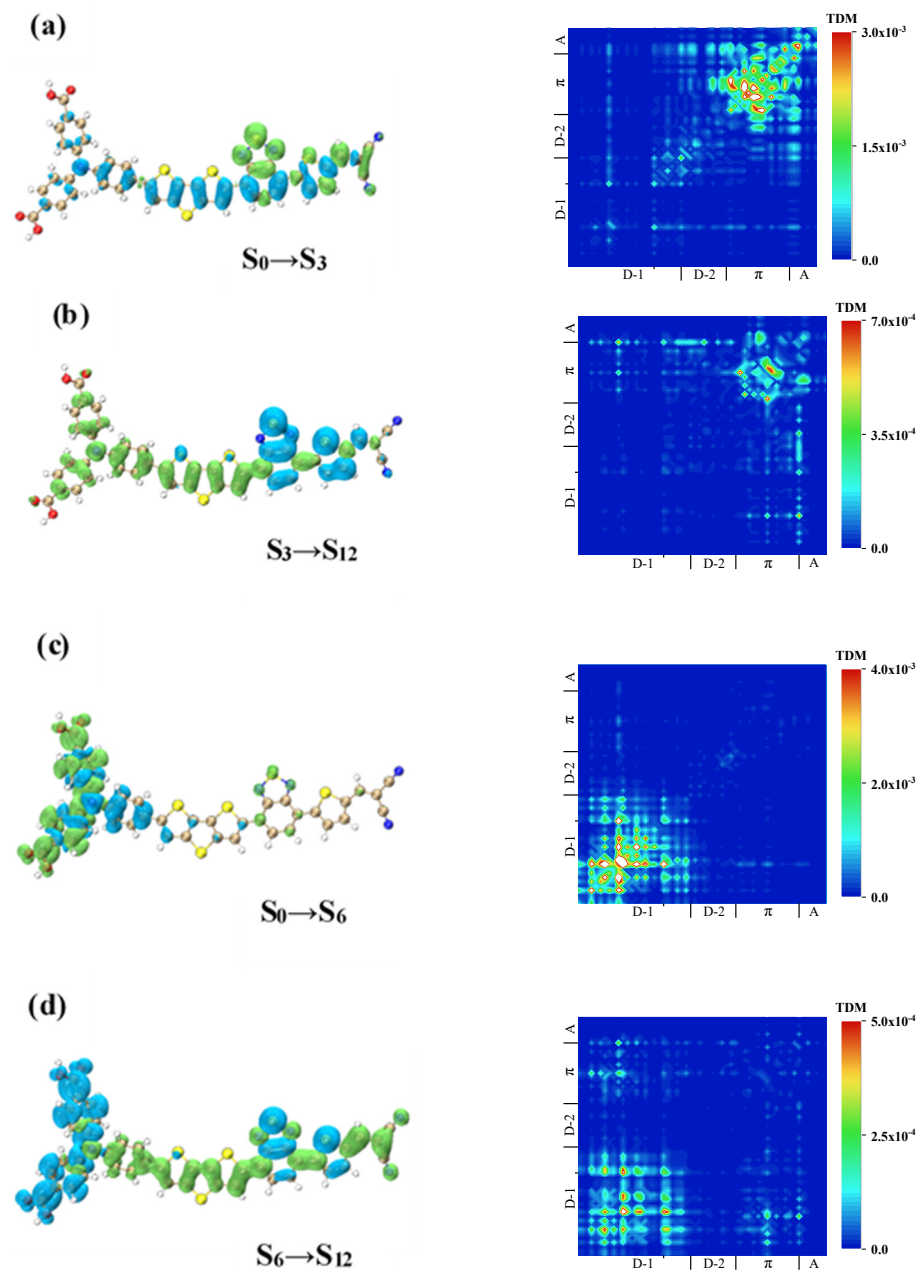 (a)
S₀→S₃
A
π
D-2
D-1
D-1 D-2 π A
TDM
3.0x10⁻³
1.5x10⁻³
0.0
(b)
S₃→S₁₂
A
π
D-2
D-1
D-1 D-2 π A
TDM
7.0x10⁻⁴
3.5x10⁻⁴
0.0
(c)
S₀→S₆
A
π
D-2
D-1
D-1 D-2 π A
TDM
4.0x10⁻³
2.0x10⁻³
0.0
(d)
S₆→S₁₂
A
π
D-2
D-1
D-1 D-2 π A
TDM
5.0x10⁻⁴
2.5x10⁻⁴
0.0